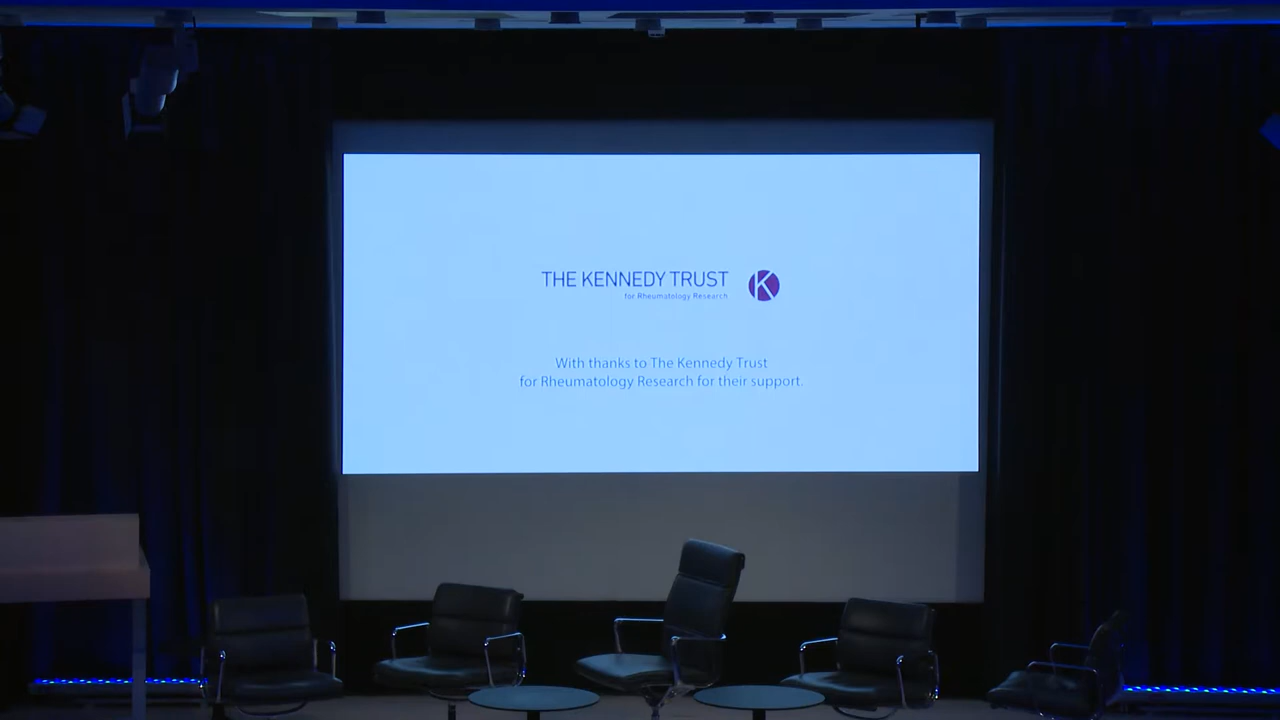 THE KENNEDY TRUST
for Rheumatology Research
K
With thanks to The Kennedy Trust
for Rheumatology Research for their support.